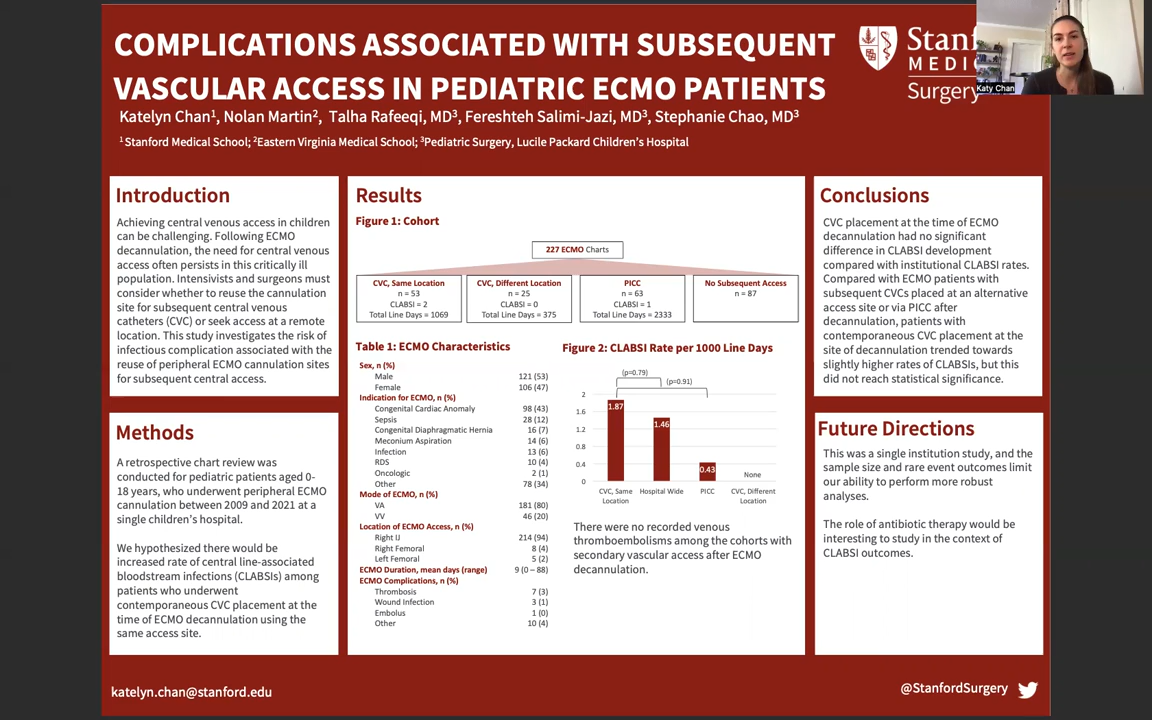 COMPLICATIONS ASSOCIATED WITH SUBSEQUENT
VASCULAR ACCESS IN PEDIATRIC ECMO PATIENTS
Katelyn Chan¹, Nolan Martin², Talha Rafeeqi, MD³, Fereshteh Salimi-Jazi, MD³, Stephanie Chao, MD³
¹ Stanford Medical School; ²Eastern Virginia Medical School; ³Pediatric Surgery, Lucile Packard Children's Hospital
Stanf
MEDIC
Surgery
Katy Chan
Introduction
Achieving central venous access in children
can be challenging. Following ECMO
decannulation, the need for central venous
access often persists in this critically ill
population. Intensivists and surgeons must
consider whether to reuse the cannulation
site for subsequent central venous
catheters (CVC) or seek access at a remote
location. This study investigates the risk of
infectious complication associated with the
reuse of peripheral ECMO cannulation sites
for subsequent central access.
Methods
A retrospective chart review was
conducted for pediatric patients aged 0-
18 years, who underwent peripheral ECMO
cannulation between 2009 and 2021 at a
single children's hospital.
We hypothesized there would be
increased rate of central line-associated
bloodstream infections (CLABSIs) among
patients who underwent
contemporaneous CVC placement at the
time of ECMO decannulation using the
same access site.
Results
Figure 1: Cohort
227 ECMO Charts
CVC, Same Location
n = 53
CLABSI = 2
Total Line Days = 1069
CVC, Different Location
n = 25
CLABSI = 0
Total Line Days = 375
PICC
n = 63
CLABSI = 1
Total Line Days = 2333
No Subsequent Access
n = 87
Table 1: ECMO Characteristics
Sex, n (%)
Male 121 (53)
Female 106 (47)
Indication for ECMO, n (%)
Congenital Cardiac Anomaly 98 (43)
Sepsis 28 (12)
Congenital Diaphragmatic Hernia 16 (7)
Meconium Aspiration 14 (6)
Infection 13 (6)
RDS 10 (4)
Oncologic 2 (1)
Other 78 (34)
Mode of ECMO, n (%)
VA 181 (80)
VV 46 (20)
Location of ECMO Access, n (%)
Right IJ 214 (94)
Right Femoral 8 (4)
Left Femoral 5 (2)
ECMO Duration, mean days (range) 9 (0 – 88)
ECMO Complications, n (%)
Thrombosis 7 (3)
Wound Infection 3 (1)
Embolus 1 (0)
Other 10 (4)
Figure 2: CLABSI Rate per 1000 Line Days
(p=0.79)
(p=0.91)
2
1.6
1.2
0.8
0.4
0
1.87
1.46
0.43
None
CVC, Same Location
Hospital Wide
PICC
CVC, Different Location
There were no recorded venous
thromboembolisms among the cohorts with
secondary vascular access after ECMO
decannulation.
Conclusions
CVC placement at the time of ECMO
decannulation had no significant
difference in CLABSI development
compared with institutional CLABSI rates.
Compared with ECMO patients with
subsequent CVCs placed at an alternative
access site or via PICC after
decannulation, patients with
contemporaneous CVC placement at the
site of decannulation trended towards
slightly higher rates of CLABSIs, but this
did not reach statistical significance.
Future Directions
This was a single institution study, and the
sample size and rare event outcomes limit
our ability to perform more robust
analyses.
The role of antibiotic therapy would be
interesting to study in the context of
CLABSI outcomes.
katelyn.chan@stanford.edu
@StanfordSurgery